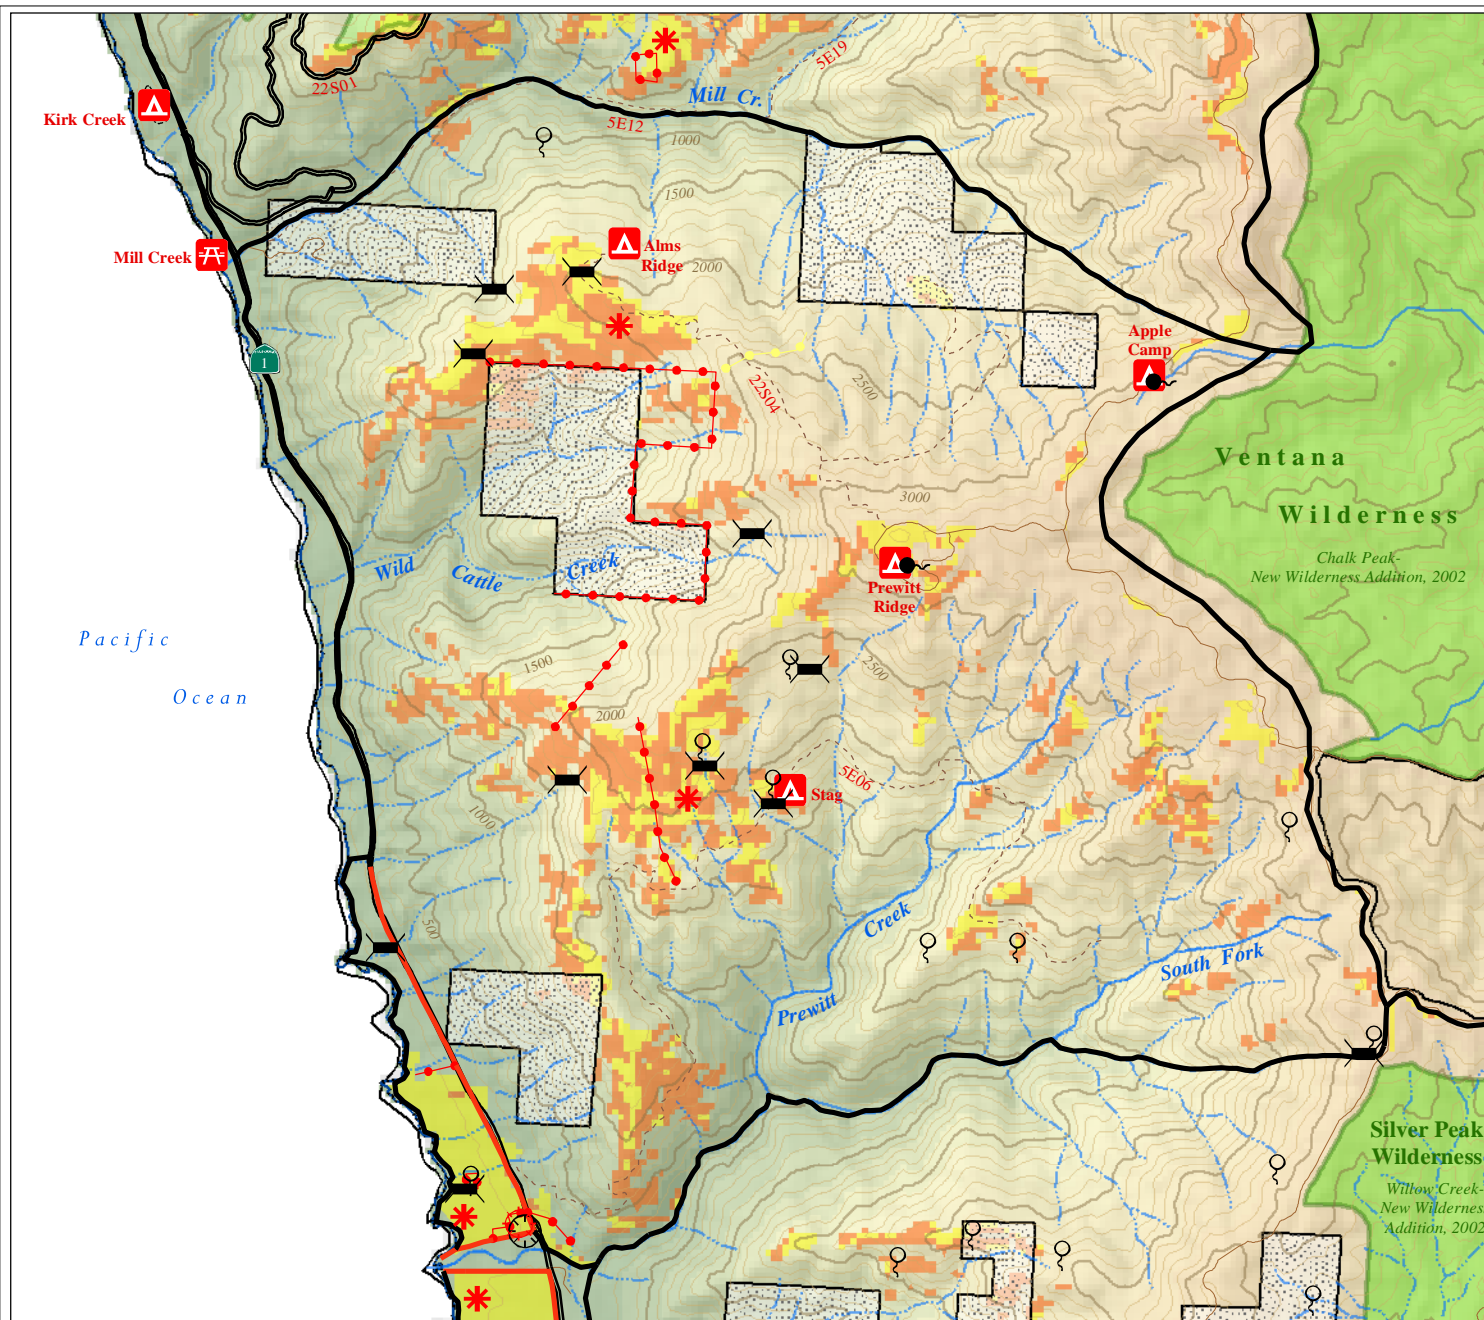 22S01
5E19
Mill Cr.
Kirk Creek
5E12
1000
1500
Mill Creek
Alms
Ridge
2000
1
Apple
Camp
22S04
2500
Ventana
Wilderness
Chalk Peak-
New Wilderness Addition, 2002
3000
Wild Cattle Creek
Prewitt
Ridge
Pacific
Ocean
1500
2500
2000
5E06
Stag
1000
500
Creek
Prewitt
South Fork
Silver Peak
Wilderness
Willow Creek-
New Wilderness
Addition, 2002